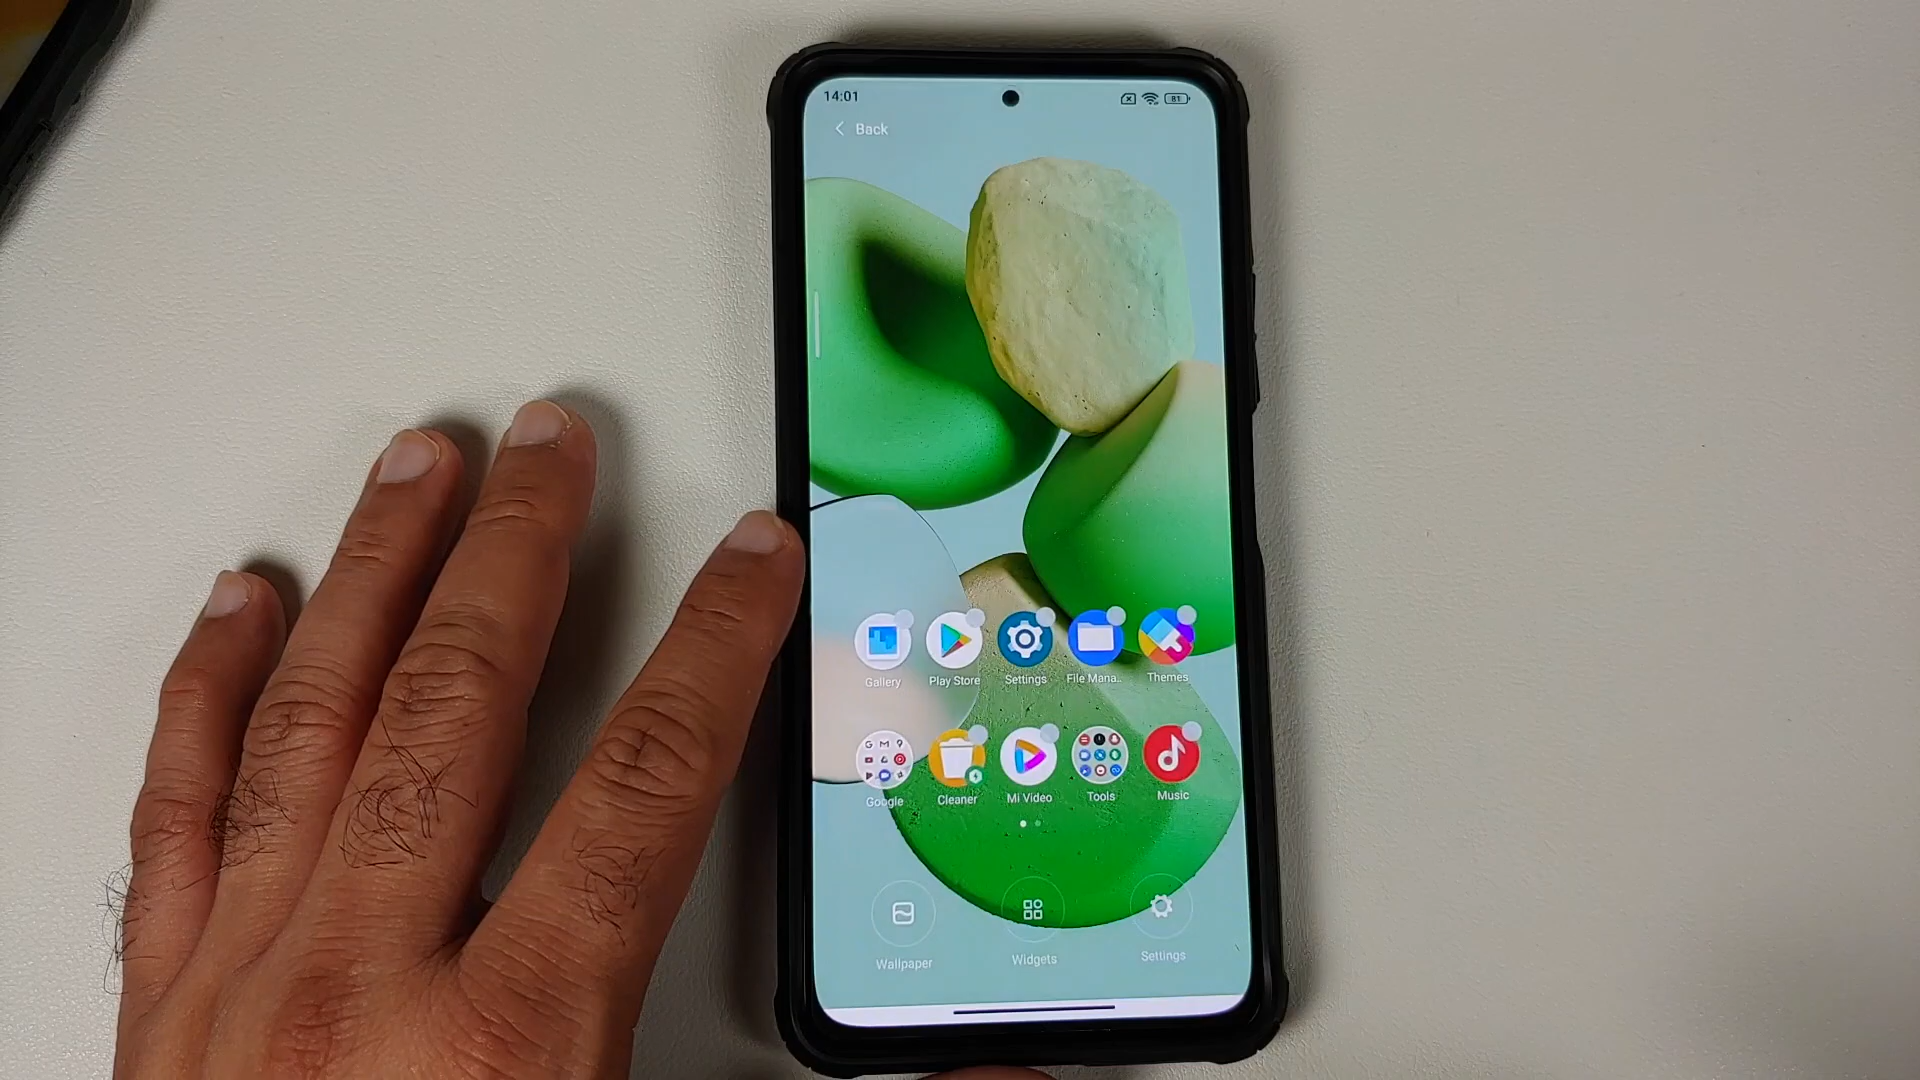 14:01
81
Back
Gallery Play Store Settings File Mana.. Themes
Google Cleaner Mi Video Tools Music
Wallpaper Widgets Settings